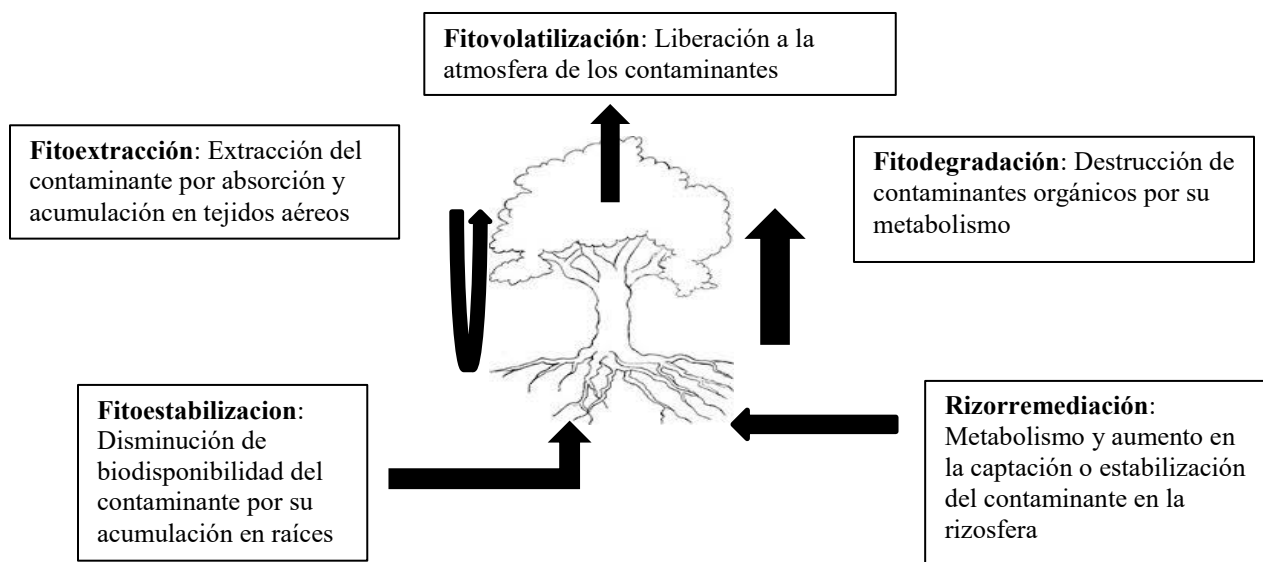 Fitovolatilización: Liberación a la
atmosfera de los contaminantes
Fitoextracción: Extracción del
contaminante por absorción y
acumulación en tejidos aéreos
Fitodegradación: Destrucción de
contaminantes orgánicos por su
metabolismo
Fitoestabilizacion:
Disminución de
biodisponibilidad del
contaminante por su
acumulación en raíces
Rizorremediación:
Metabolismo y aumento en
la captación o estabilización
del contaminante en la
rizosfera